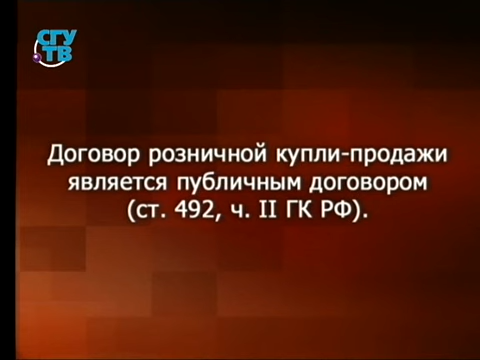 СГУ
ТВ
Договор розничной купли-продажи
является публичным договором
(ст. 492, ч. II ГК РФ).